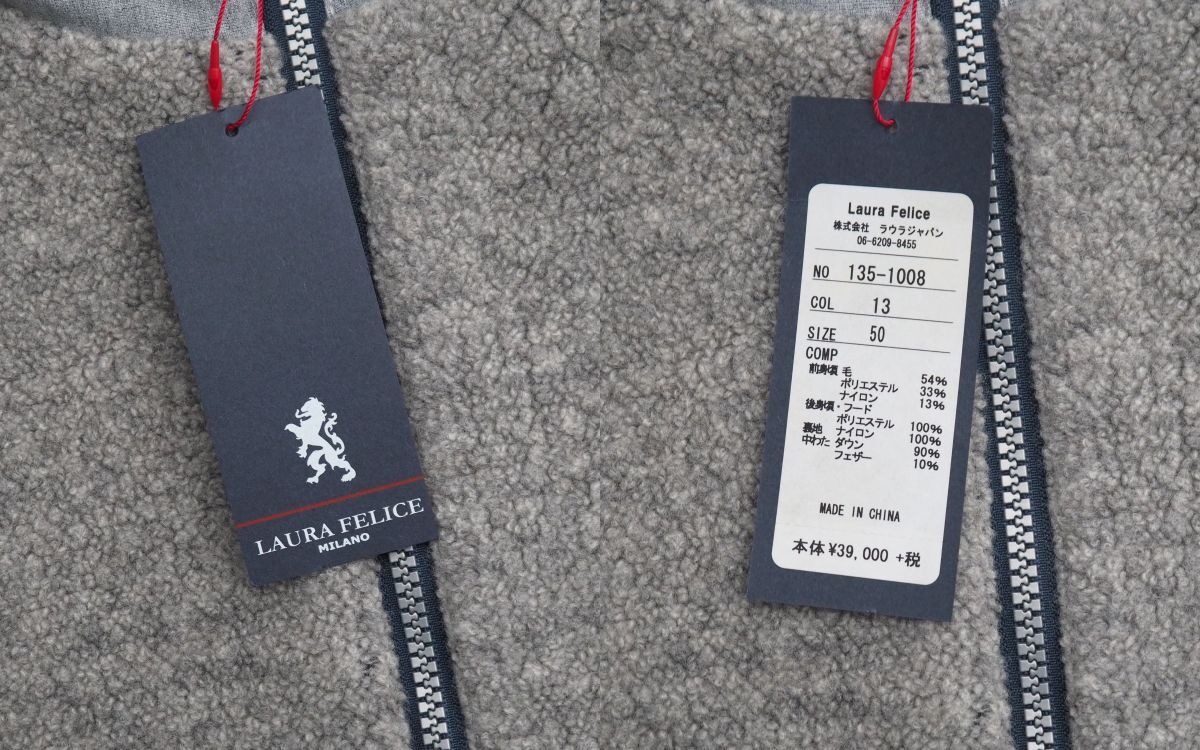 LAURA FELICE
MILANO
Laura Felice
株式会社 ラウラジャパン
06-6209-8455
NO 135-1008
COL 13
SIZE 50
COMP
前身頃 毛 54%
ポリエステル 33%
ナイロン 13%
後身頃・フード
ポリエステル 100%
裏地 ナイロン 100%
中わた ダウン 90%
フェザー 10%
MADE IN CHINA
本体 ¥39,000 +税